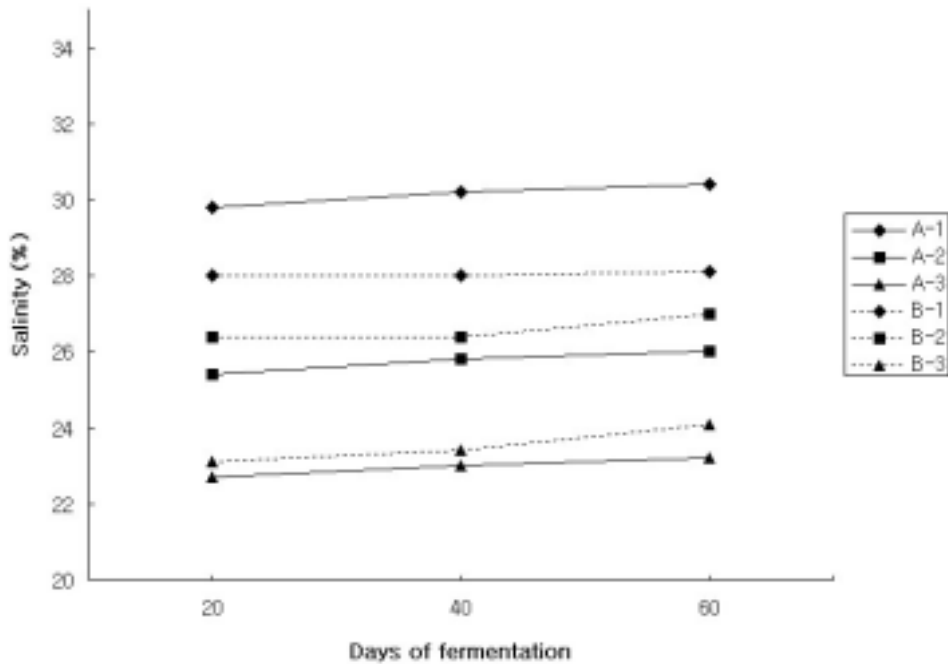 34
32
30
28
26
24
22
20
Salinity (%)
20 40 60
Days of fermentation
A-1
A-2
A-3
B-1
B-2
B-3